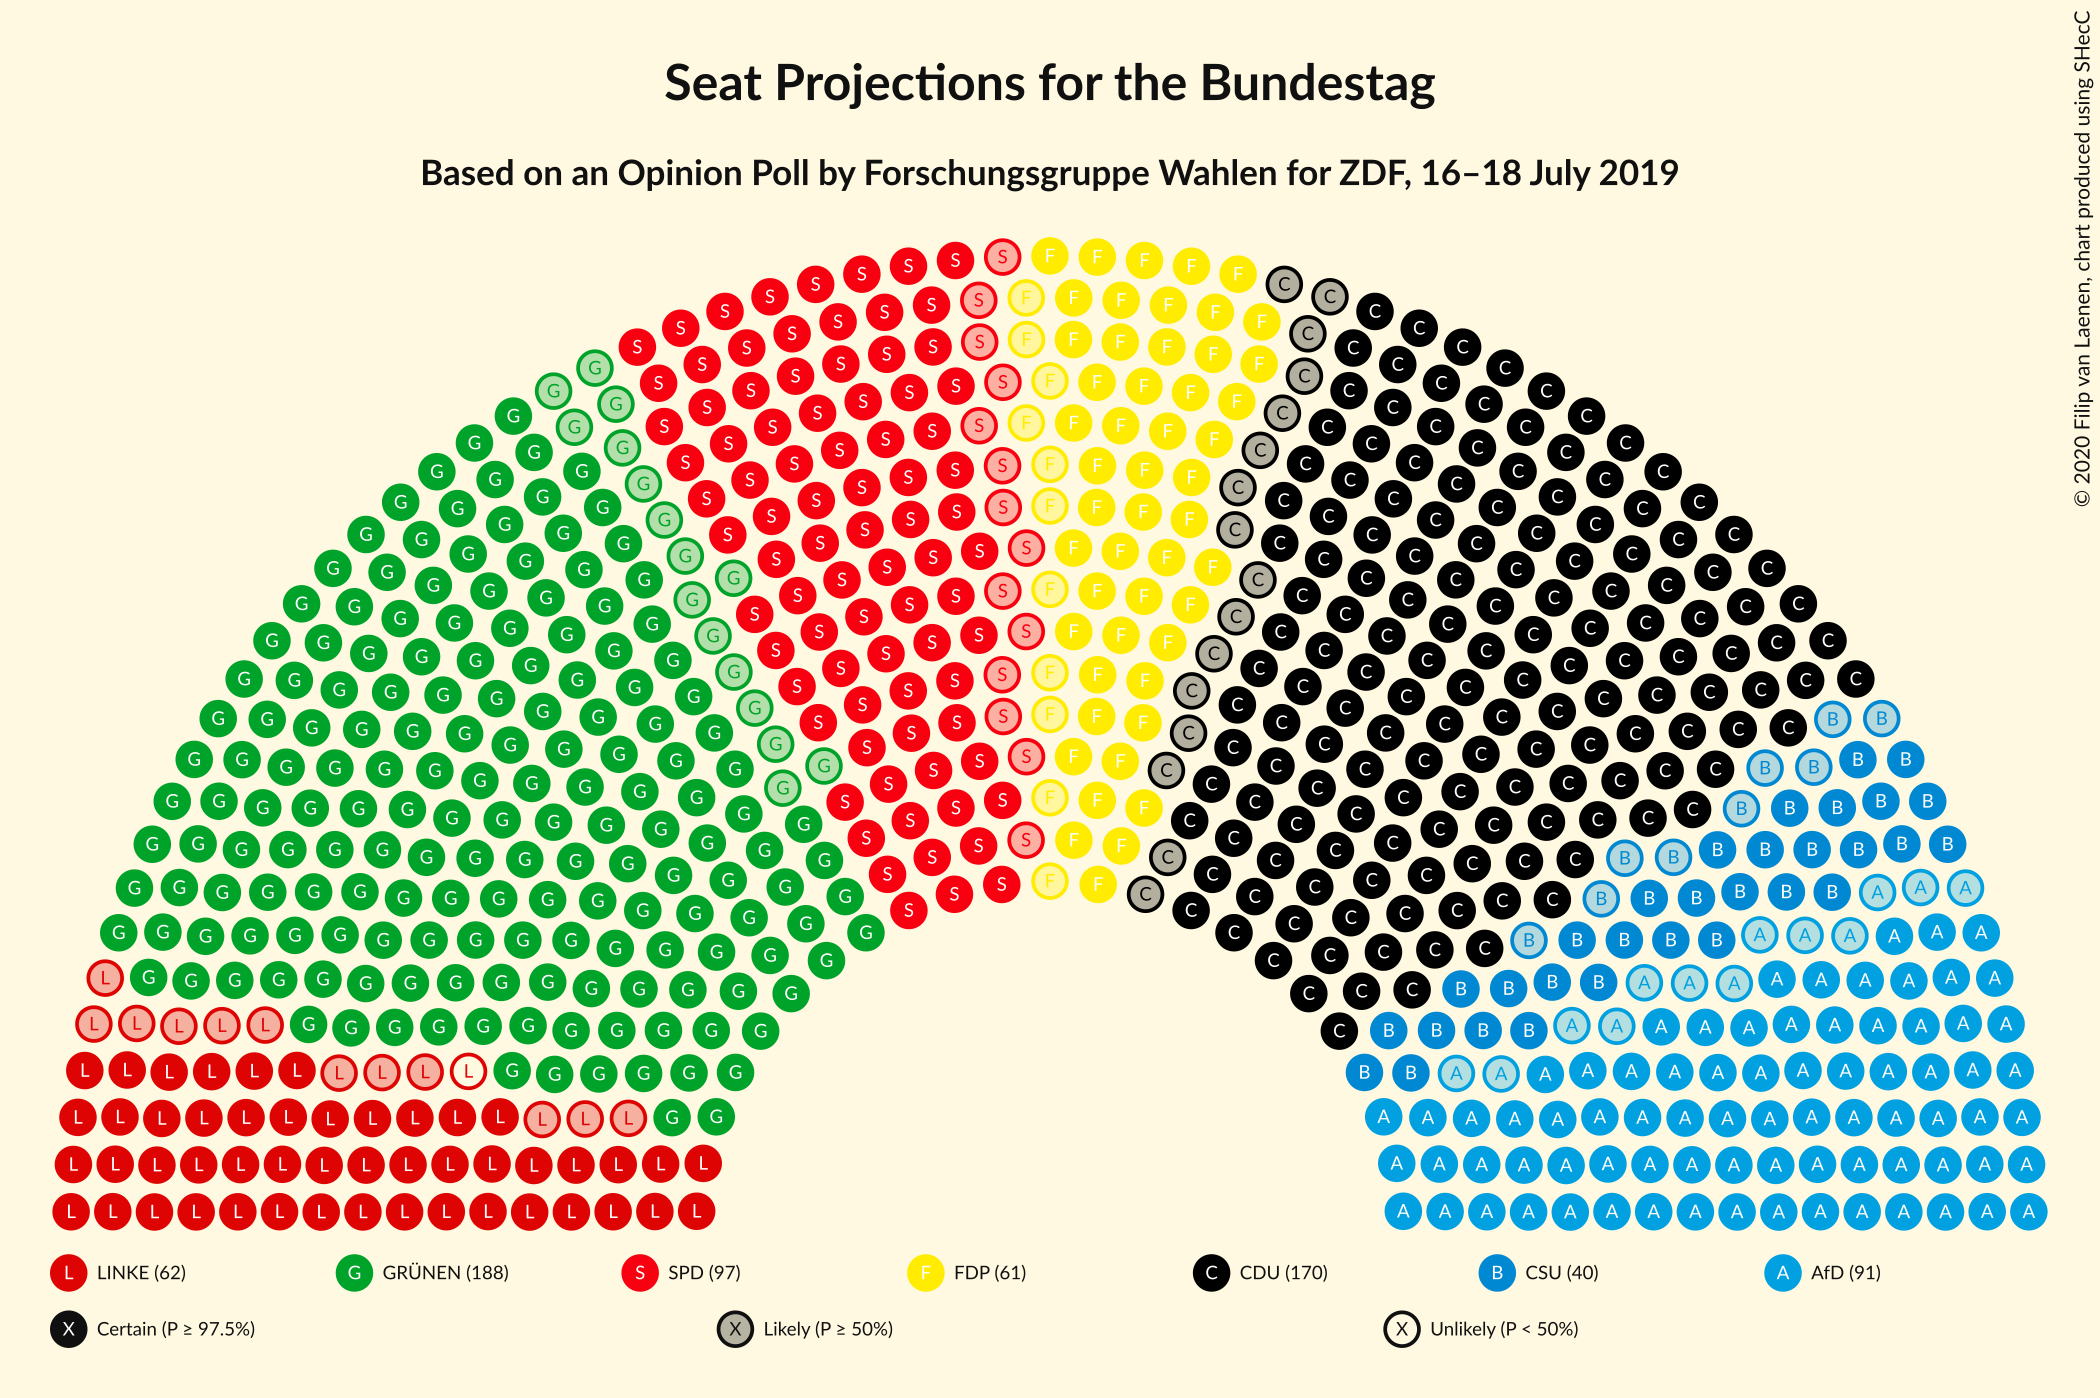 Seat Projections for the Bundestag
Based on an Opinion Poll by Forschungsgruppe Wahlen for ZDF, 16–18 July 2019
© 2020 Filip van Laenen, chart produced using SHecC
L LINKE (62) G GRÜNEN (188) S SPD (97) F FDP (61) C CDU (170) B CSU (40) A AfD (91)
X Certain (P ≥ 97.5%) X Likely (P ≥ 50%) X Unlikely (P < 50%)